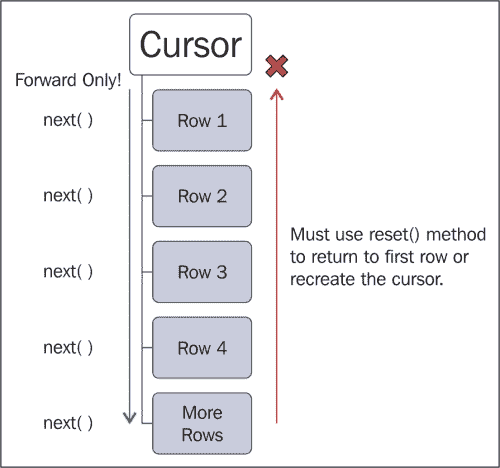 Cursor
Forward Only!
next( )
Row 1
next( )
Row 2
next( )
Row 3
next( )
Row 4
next( )
More
Rows
Must use reset() method
to return to first row or
recreate the cursor.